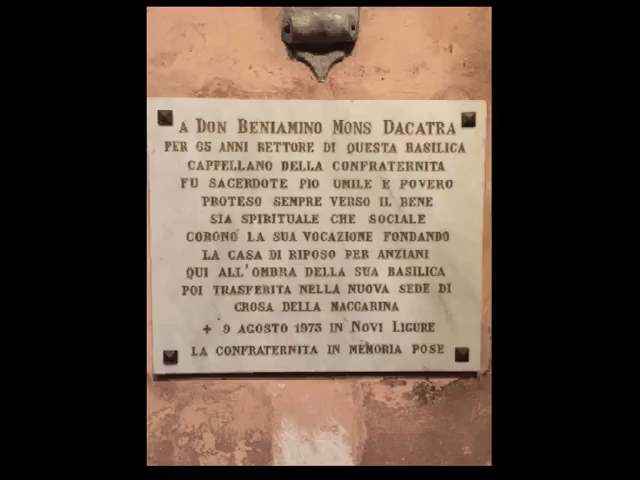 A DON BENIAMINO MONS DACATRA
PER 65 ANNI RETTORE DI QUESTA BASILICA
CAPPELLANO DELLA CONFRATERNITA
FU SACERDOTE PIO UMILE E POVERO
PROTESO SEMPRE VERSO IL BENE
SIA SPIRITUALE CHE SOCIALE
CORONO' LA SUA VOCAZIONE FONDANDO
LA CASA DI RIPOSO PER ANZIANI
QUI ALL'OMBRA DELLA SUA BASILICA
POI TRASFERITA NELLA NUOVA SEDE DI
CROSA DELLA MACCARINA
+ 9 AGOSTO 1973 IN NOVI LIGURE
LA CONFRATERNITA IN MEMORIA POSE